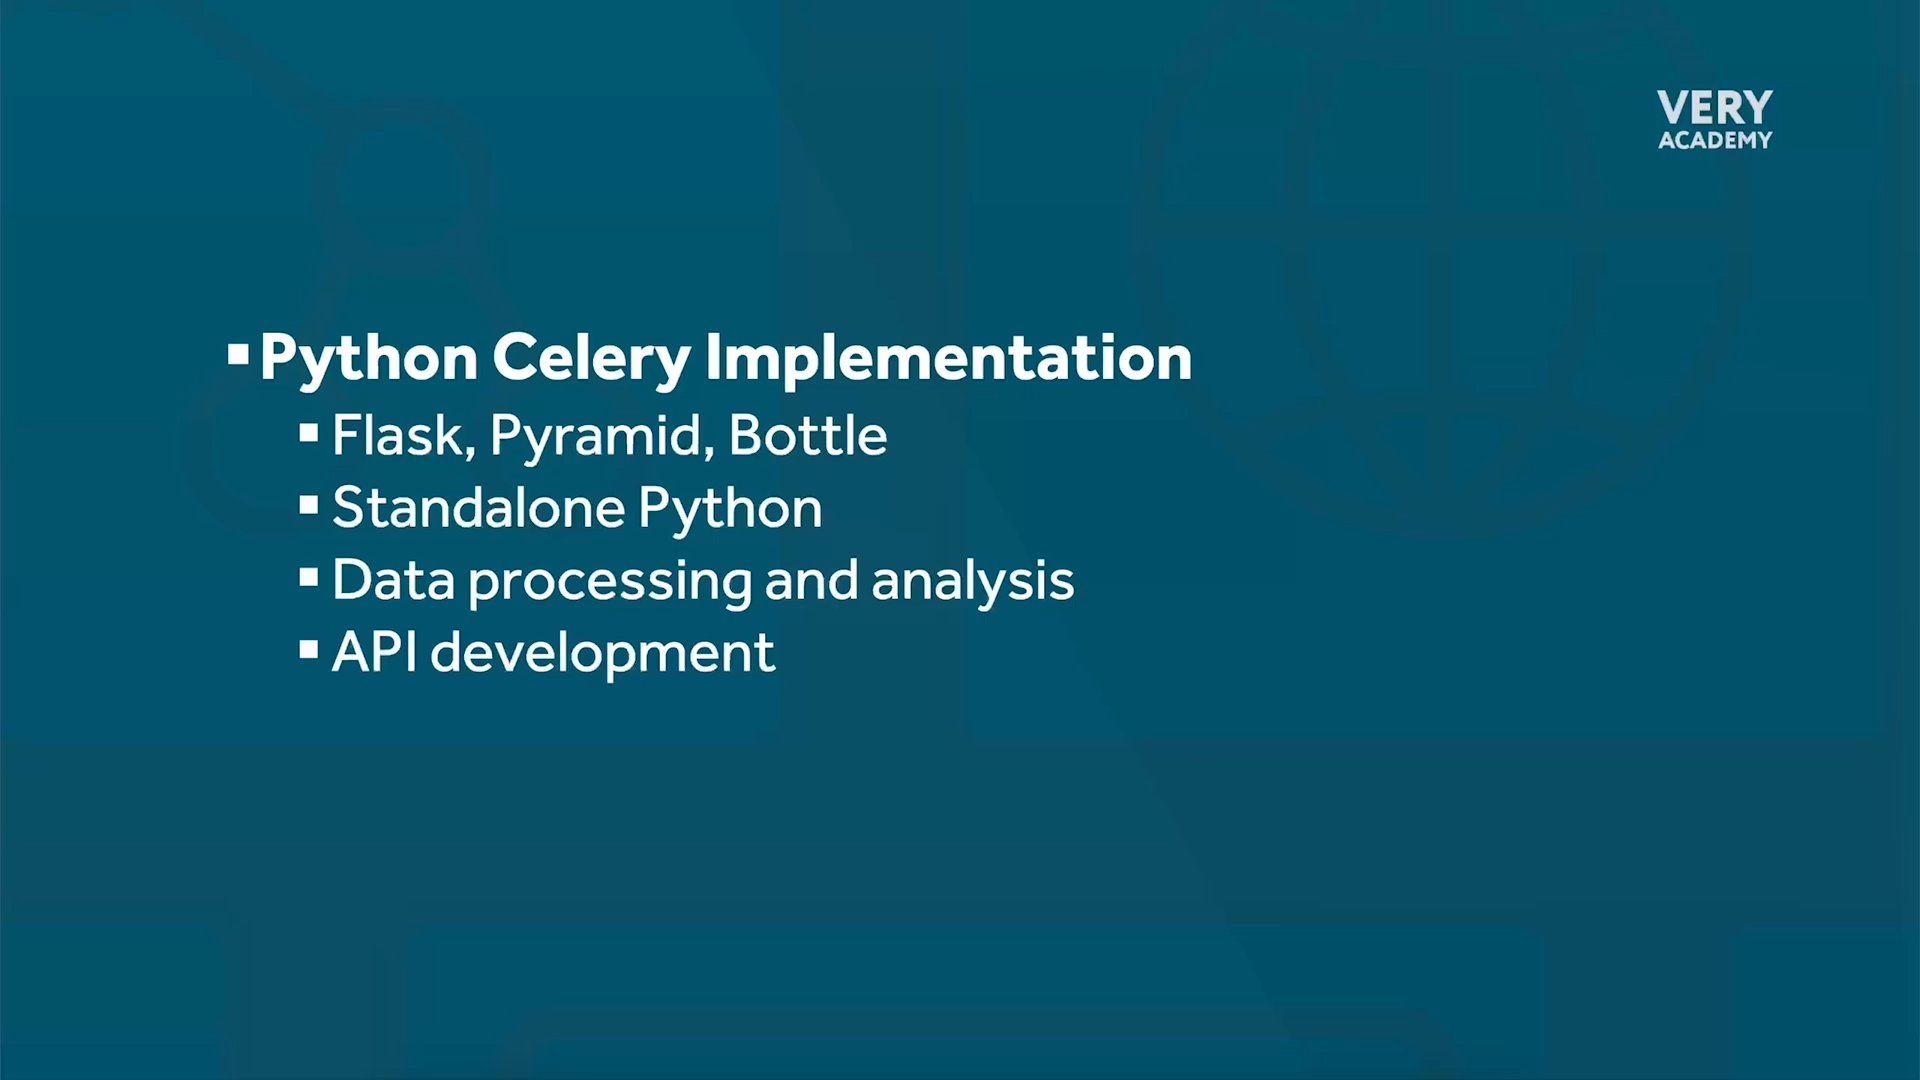 VERY
ACADEMY
▪Python Celery Implementation
▪Flask, Pyramid, Bottle
▪Standalone Python
▪Data processing and analysis
▪API development